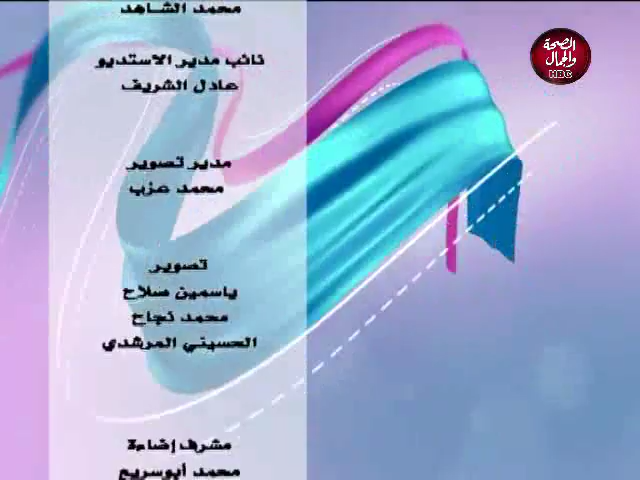 محمد الشاهد
نائب مدير الاستديو
عادل الشريف
مدير تصوير
محمد عزب
تصوير
ياسمين صلاح
محمد نجاح
الحسيني المرشدي
مشرف إضاءة
محمد أبوسريع
الصحة
والجمال
HBC